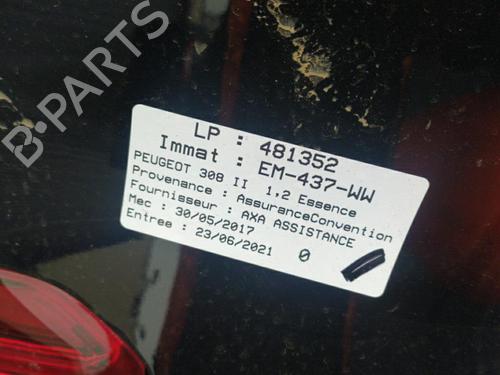 B-PARTS
LP : 481352
Immat : EM-437-WW
PEUGEOT 308 II 1.2 Essence
Provenance : AssuranceConvention
Fournisseur : AXA ASSISTANCE
Mec : 30/05/2017
Entree : 23/06/2021 0